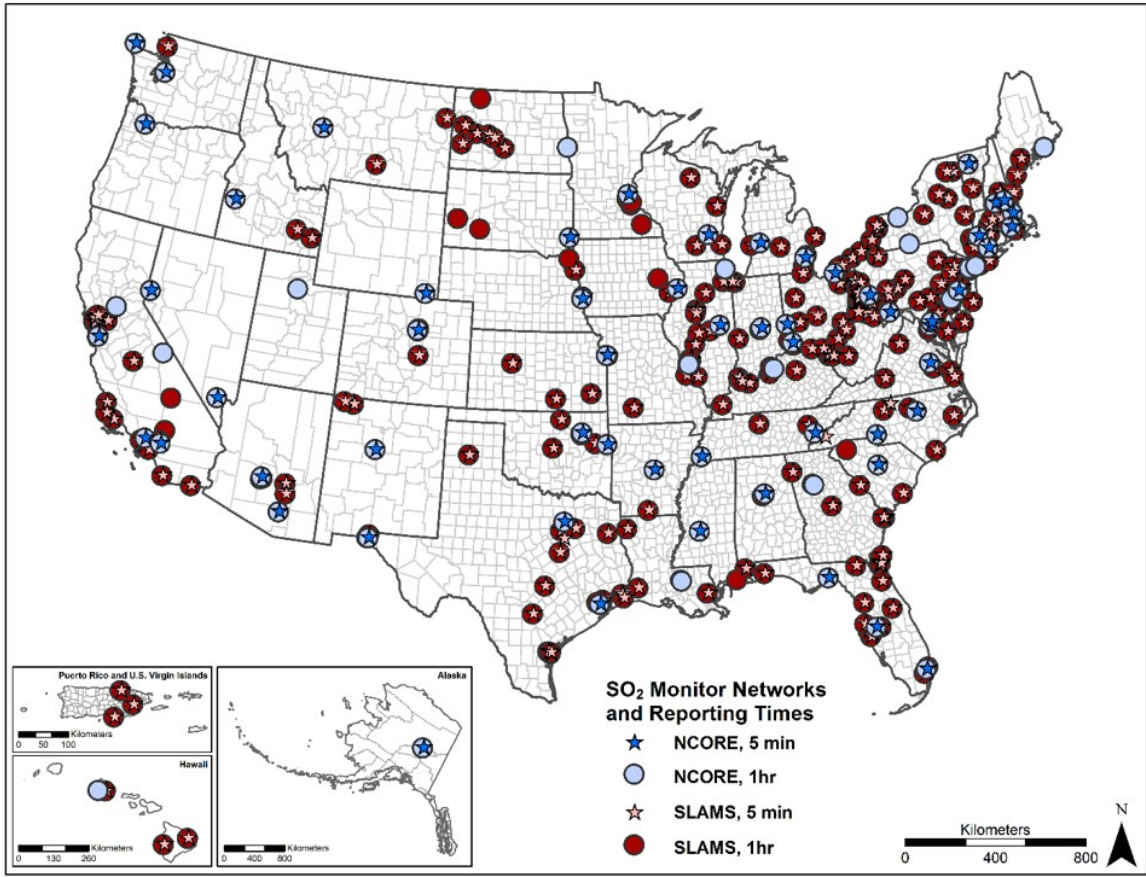 Puerto Rico and U.S. Virgin Islands
Kilometers
0 50 100
Alaska
Kilometers
0 400 800
Hawaii
Kilometers
0 130 260
SO₂ Monitor Networks
and Reporting Times
NCORE, 5 min
NCORE, 1hr
SLAMS, 5 min
SLAMS, 1hr
Kilometers
0 400 800
N